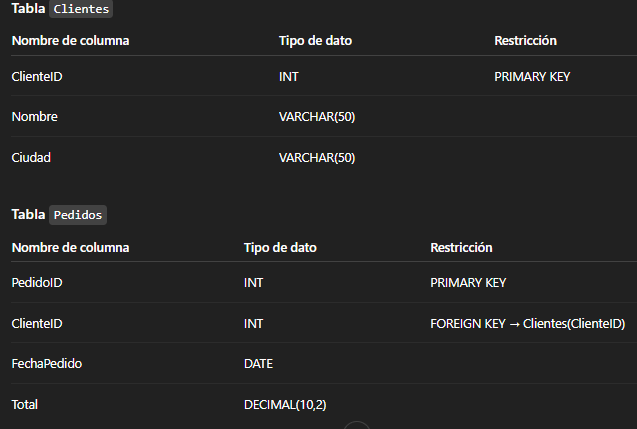 Tabla Clientes
Nombre de columna Tipo de dato Restricción
ClienteID INT PRIMARY KEY
Nombre VARCHAR(50)
Ciudad VARCHAR(50)
Tabla Pedidos
Nombre de columna Tipo de dato Restricción
PedidoID INT PRIMARY KEY
ClienteID INT FOREIGN KEY → Clientes(ClienteID)
FechaPedido DATE
Total DECIMAL(10,2)